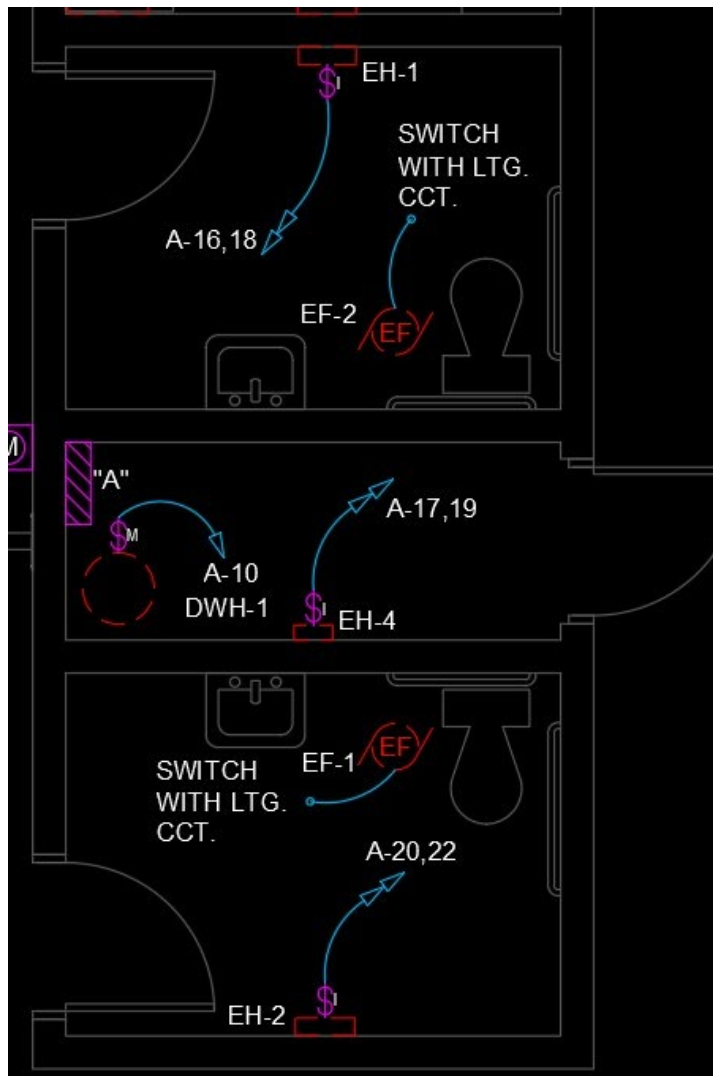 EH-1
$I
SWITCH
WITH LTG.
CCT.
A-16,18
EF-2
EF
M
"A"
A-17,19
$M
A-10
DWH-1
$I
EH-4
EF-1
EF
SWITCH
WITH LTG.
CCT.
A-20,22
$I
EH-2